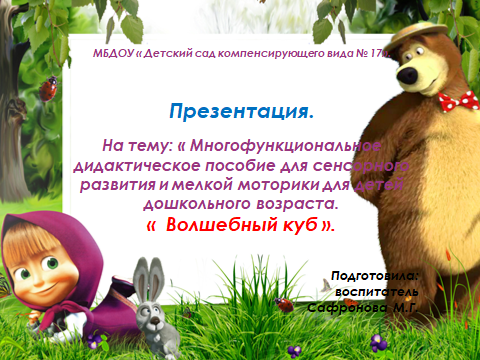 МБДОУ « Детский сад компенсирующего вида № 17».
Презентация.
На тему: « Многофункциональное
дидактическое пособие для сенсорного
развития и мелкой моторики для детей
дошкольного возраста.
« Волшебный куб ».
Подготовила:
воспитатель
Сафронова М.Г.